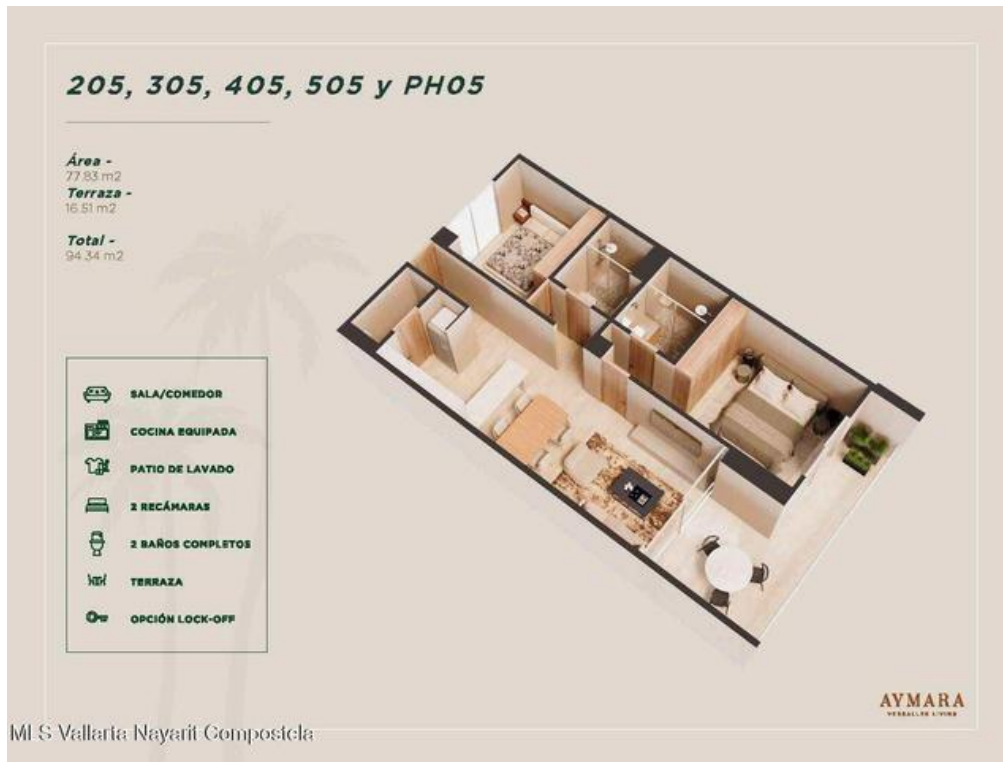 205, 305, 405, 505 y PH05
Área -
77.83 m2
Terraza -
16.51 m2
Total -
94.34 m2
SALA/COMEDOR
COCINA EQUIPADA
PATIO DE LAVADO
2 RECÁMARAS
2 BAÑOS COMPLETOS
TERRAZA
OPCIÓN LOCK-OFF
AYMARA
VERSALLES LIVING
MLS Vallarta Nayarit Compostela